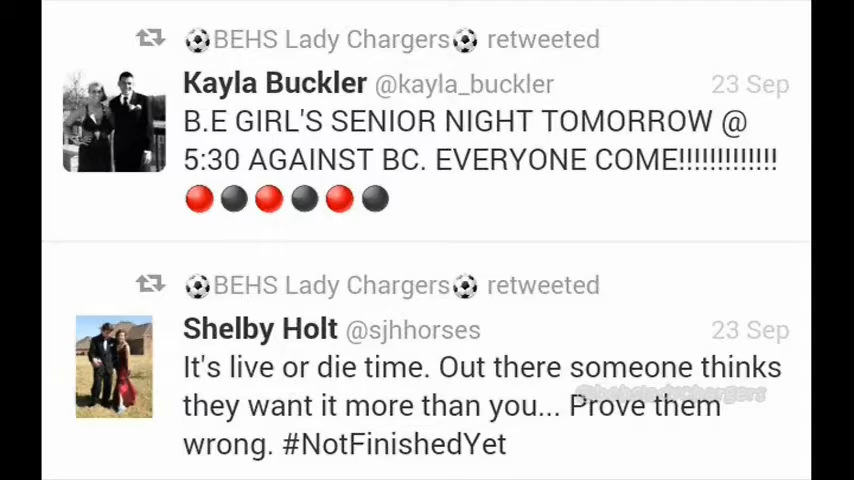 ⚽BEHS Lady Chargers⚽ retweeted
Kayla Buckler @kayla_buckler 23 Sep
B.E GIRL'S SENIOR NIGHT TOMORROW @
5:30 AGAINST BC. EVERYONE COME!!!!!!!!!!!!!
🔴⚫🔴⚫🔴⚫
⚽BEHS Lady Chargers⚽ retweeted
Shelby Holt @sjhhorses 23 Sep
It's live or die time. Out there someone thinks
@behsladychargers
they want it more than you... Prove them
wrong. #NotFinishedYet